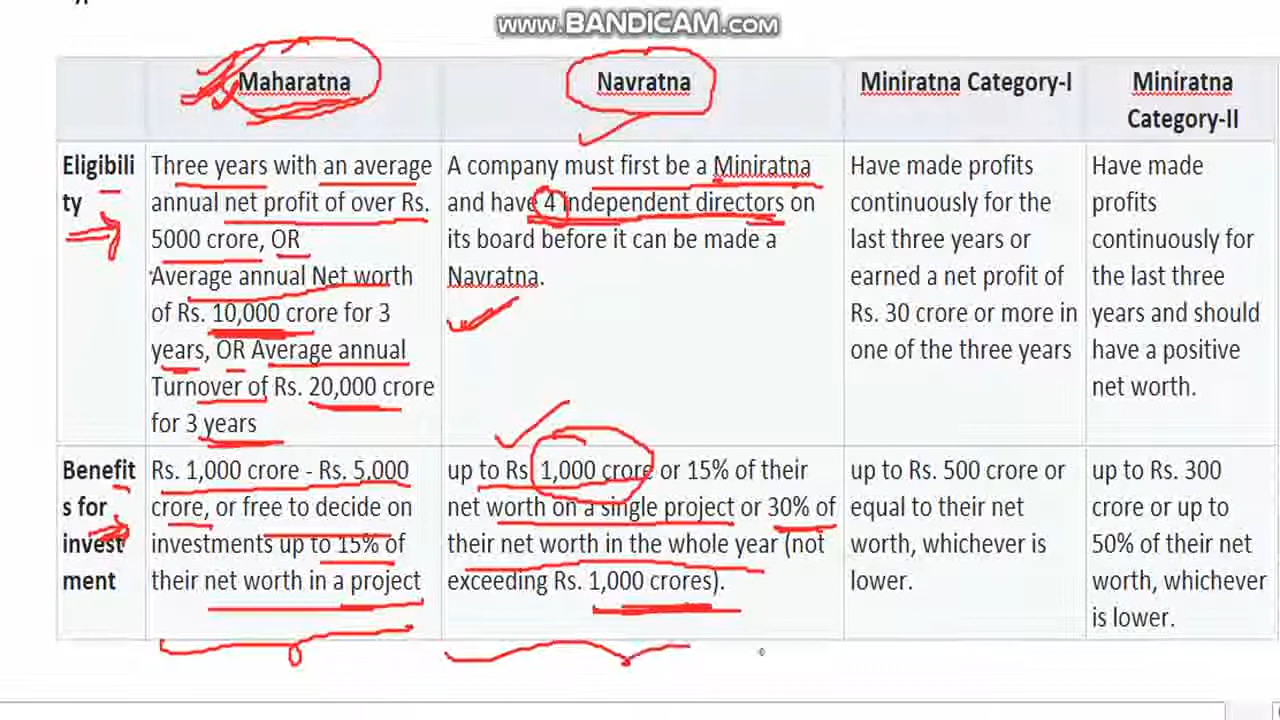 www.BANDICAM.com
Maharatna
Navratna
Miniratna Category-I
Miniratna
Category-II
Eligibili
ty
Three years with an average
annual net profit of over Rs.
5000 crore, OR
Average annual Net worth
of Rs. 10,000 crore for 3
years, OR Average annual
Turnover of Rs. 20,000 crore
for 3 years
A company must first be a Miniratna
and have 4 independent directors on
its board before it can be made a
Navratna.
Have made profits
continuously for the
last three years or
earned a net profit of
Rs. 30 crore or more in
one of the three years
Have made
profits
continuously for
the last three
years and should
have a positive
net worth.
Benefit
s for
invest
ment
Rs. 1,000 crore - Rs. 5,000
crore, or free to decide on
investments up to 15% of
their net worth in a project
up to Rs. 1,000 crore or 15% of their
net worth on a single project or 30% of
their net worth in the whole year (not
exceeding Rs. 1,000 crores).
up to Rs. 500 crore or
equal to their net
worth, whichever is
lower.
up to Rs. 300
crore or up to
50% of their net
worth, whichever
is lower.